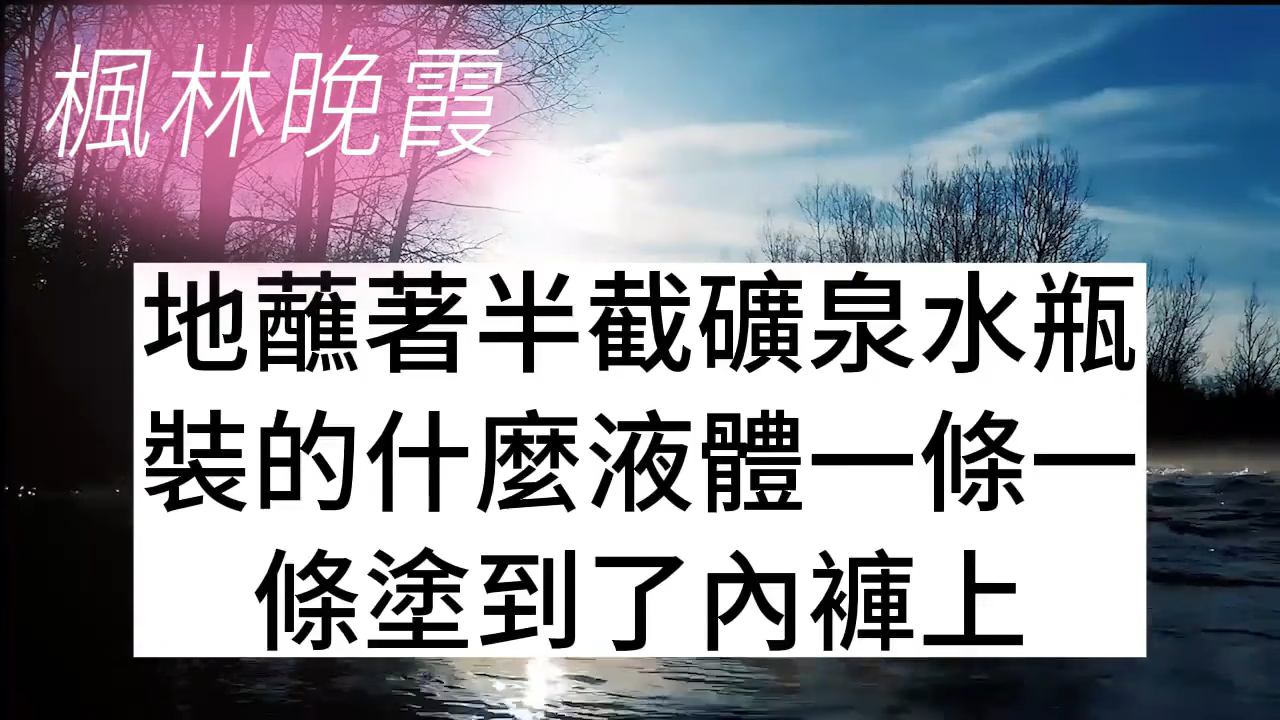 楓林晚霞
地蘸著半截礦泉水瓶
裝的什麼液體一條一
條塗到了內褲上